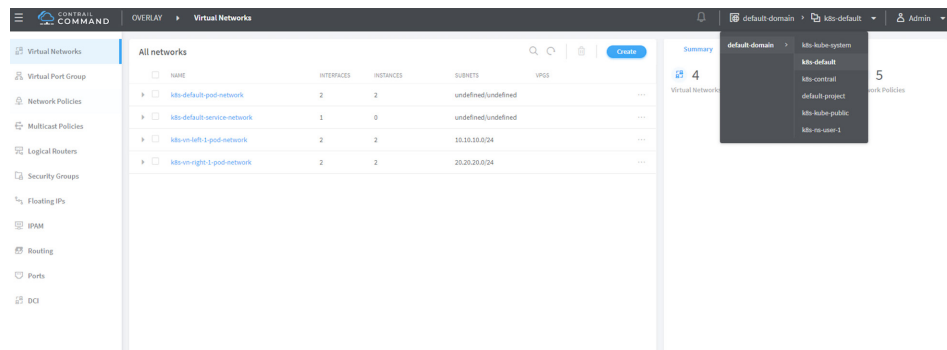 CONTRAIL
COMMAND
OVERLAY
Virtual Networks
default-domain
k8s-default
Admin
Virtual Networks
Virtual Port Group
Network Policies
Multicast Policies
Logical Routers
Security Groups
Floating IPs
IPAM
Routing
Ports
DCI
All networks
Create
NAME INTERFACES INSTANCES SUBNETS VPGS
k8s-default-pod-network 2 2 undefined/undefined
k8s-default-service-network 1 0 undefined/undefined
k8s-vn-left-1-pod-network 2 2 10.10.10.0/24
k8s-vn-right-1-pod-network 2 2 20.20.20.0/24
Summary
4
Virtual Networks
5
work Policies
default-domain
k8s-kube-system
k8s-default
k8s-contrail
default-project
k8s-kube-public
k8s-ns-user-1